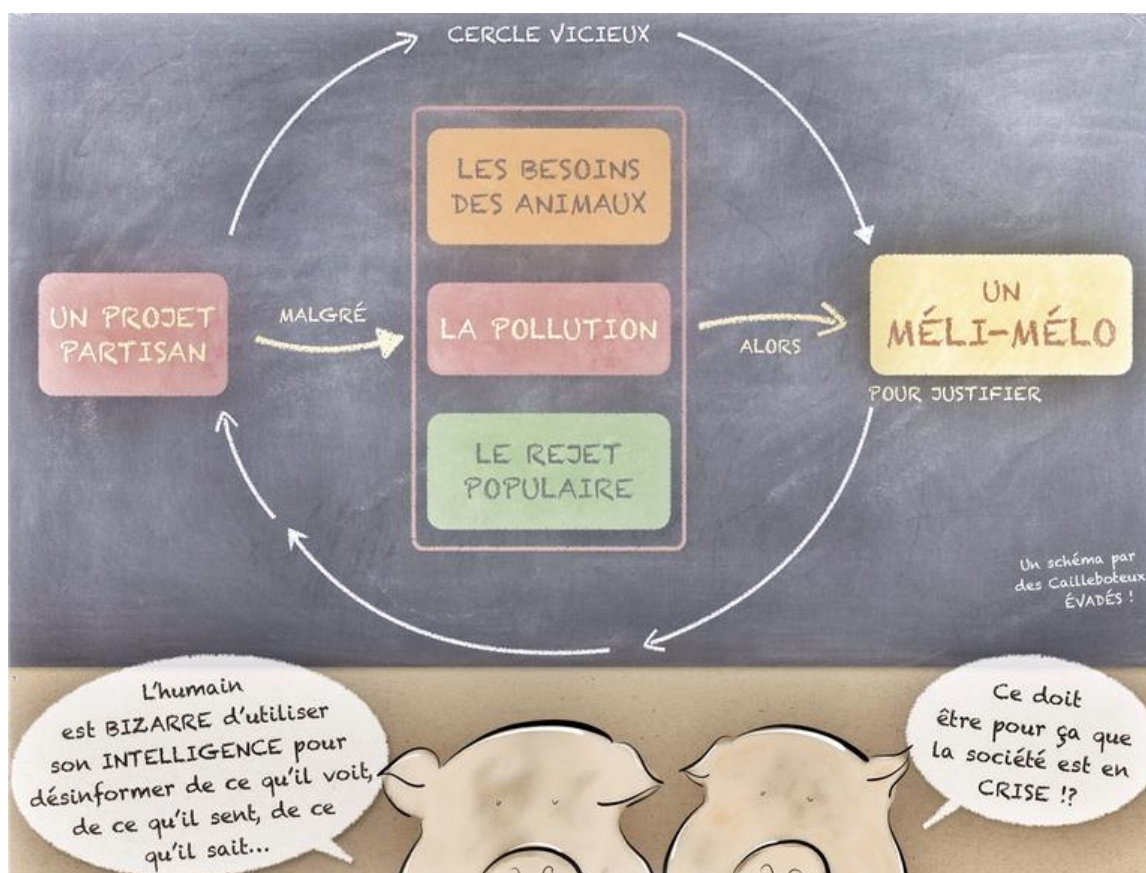 CERCLE VICIEUX
LES BESOINS
DES ANIMAUX
UN PROJET
PARTISAN
MALGRÉ
LA POLLUTION
ALORS
UN
MÉLI-MÉLO
POUR JUSTIFIER
LE REJET
POPULAIRE
Un schéma par
des Cailleboteux
ÉVADÉS !
L'humain
est BIZARRE d'utiliser
son INTELLIGENCE pour
désinformer de ce qu'il voit,
de ce qu'il sent, de ce
qu'il sait...
Ce doit
être pour ça que
la société est en
CRISE !?